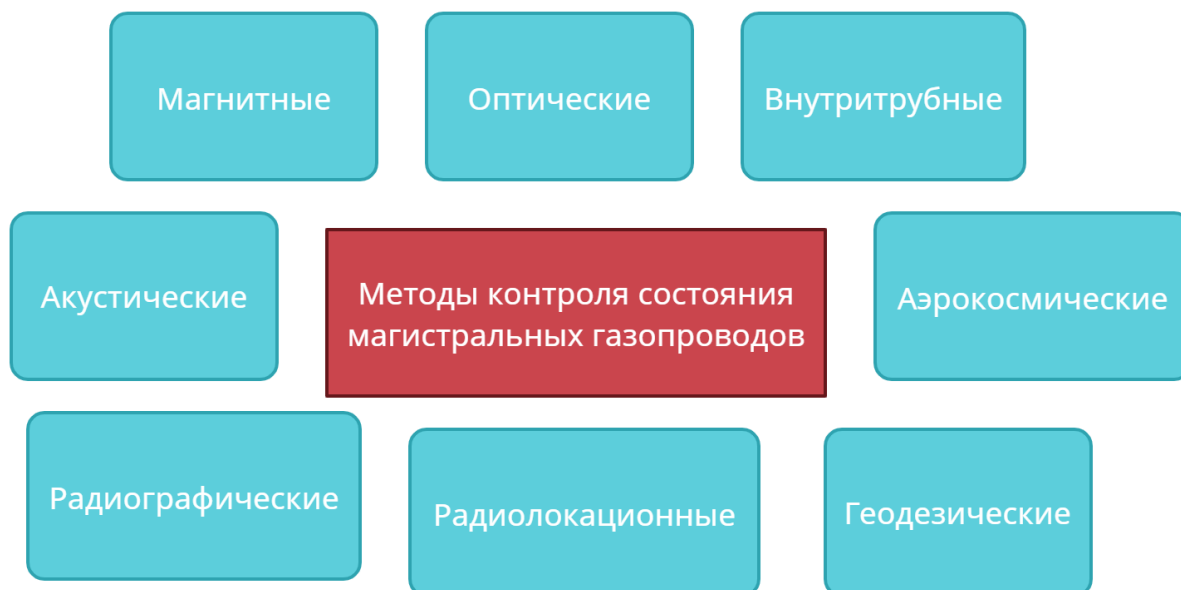 Магнитные
Оптические
Внутритрубные
Акустические
Методы контроля состояния
магистральных газопроводов
Аэрокосмические
Радиографические
Радиолокационные
Геодезические